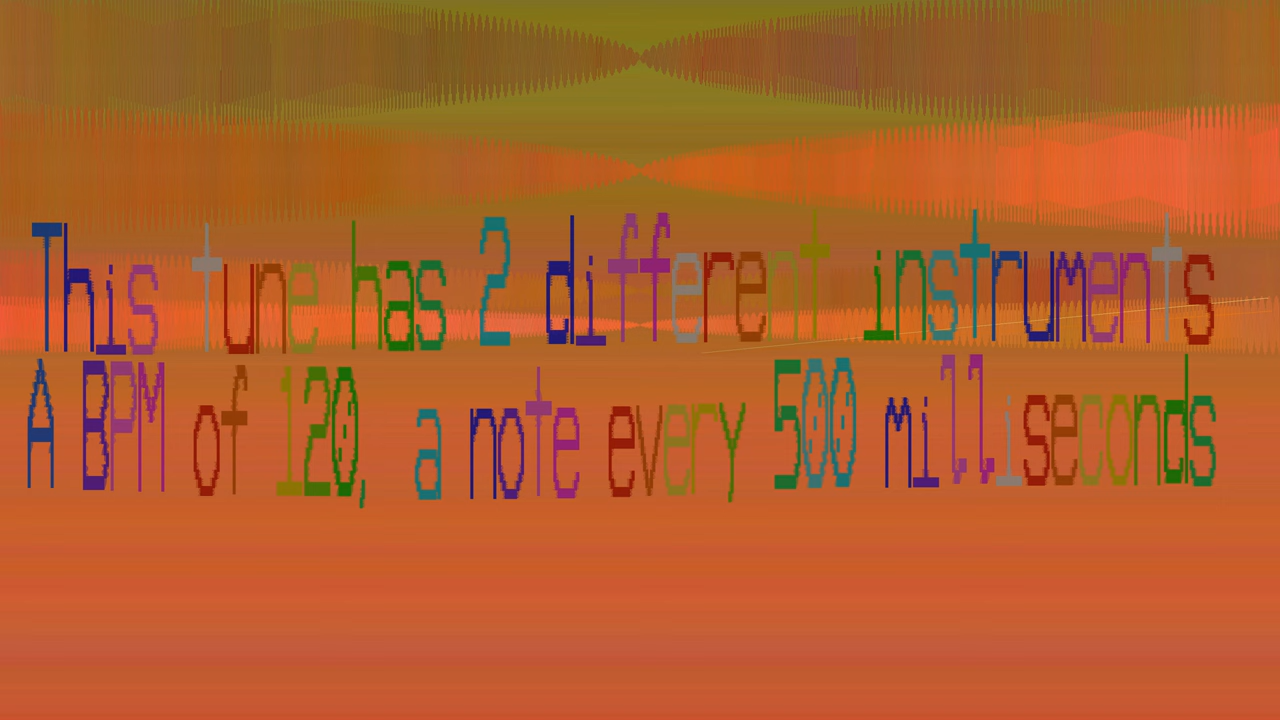 This tune has 2 different instruments
A BPM of 120, a note every 500 milliseconds